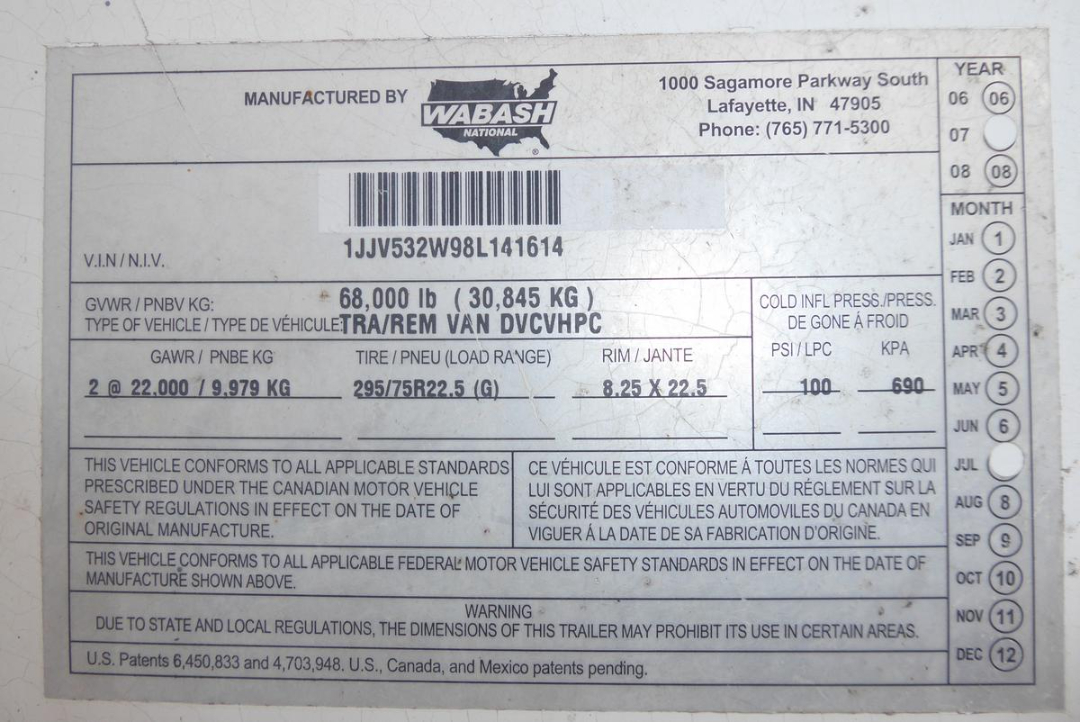 MANUFACTURED BY
WABASH
NATIONAL
®
1000 Sagamore Parkway South
Lafayette, IN 47905
Phone: (765) 771-5300
YEAR
06 06
07
08 08
1JJV532W98L141614
V.I.N / N.I.V.
GVWR / PNBV KG: 68,000 lb ( 30,845 KG )
TYPE OF VEHICLE / TYPE DE VÉHICULE: TRA/REM VAN DVCVHPC
GAWR / PNBE KG TIRE / PNEU (LOAD RANGE) RIM / JANTE
2 @ 22,000 / 9,979 KG 295/75R22.5 (G) 8.25 X 22.5
COLD INFL PRESS./PRESS.
DE GONE Á FROID
PSI / LPC KPA
100 690
MONTH
JAN 1
FEB 2
MAR 3
APR 4
MAY 5
JUN 6
JUL
AUG 8
SEP 9
OCT 10
NOV 11
DEC 12
THIS VEHICLE CONFORMS TO ALL APPLICABLE STANDARDS
PRESCRIBED UNDER THE CANADIAN MOTOR VEHICLE
SAFETY REGULATIONS IN EFFECT ON THE DATE OF
ORIGINAL MANUFACTURE.
CE VÉHICULE EST CONFORME Á TOUTES LES NORMES QUI
LUI SONT APPLICABLES EN VERTU DU RÉGLEMENT SUR LA
SÉCURITÉ DES VÉHICULES AUTOMOVILES DU CANADA EN
VIGUER Á LA DATE DE SA FABRICATION D'ORIGINE.
THIS VEHICLE CONFORMS TO ALL APPLICABLE FEDERAL MOTOR VEHICLE SAFETY STANDARDS IN EFFECT ON THE DATE OF
MANUFACTURE SHOWN ABOVE.
WARNING
DUE TO STATE AND LOCAL REGULATIONS, THE DIMENSIONS OF THIS TRAILER MAY PROHIBIT ITS USE IN CERTAIN AREAS.
U.S. Patents 6,450,833 and 4,703,948. U.S., Canada, and Mexico patents pending.